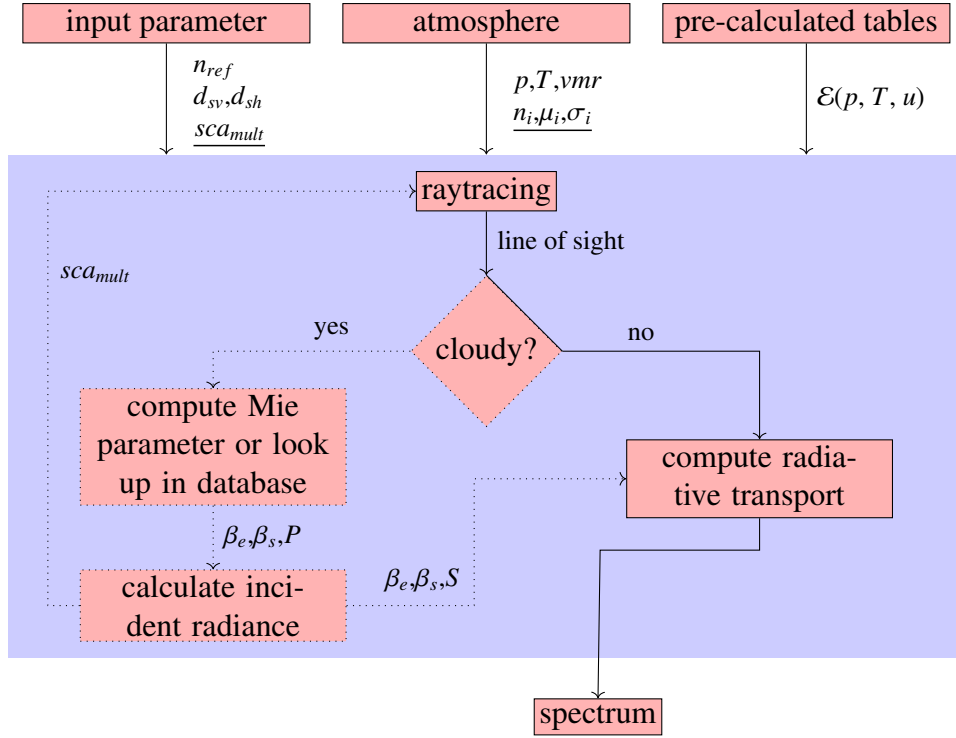 input parameter
atmosphere
pre-calculated tables
n_ref
d_sv,d_sh
sca_mult
p,T,vmr
n_i,μ_i,σ_i
ℰ(p, T, u)
raytracing
line of sight
sca_mult
cloudy?
yes
no
compute Mie
parameter or look
up in database
compute radia-
tive transport
β_e,β_s,P
β_e,β_s,S
calculate inci-
dent radiance
spectrum